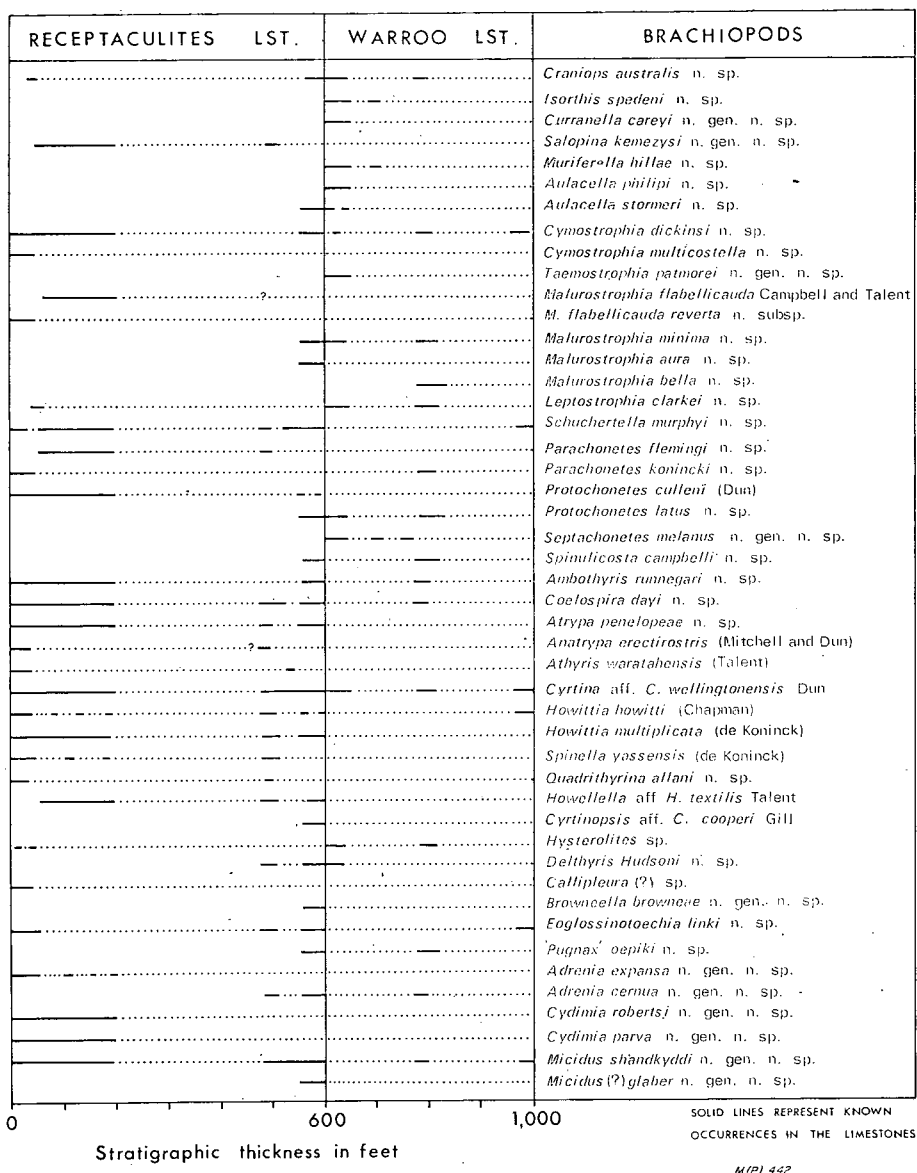 RECEPTACULITES LST. WARROO LST. BRACHIOPODS
Craniops australis n. sp.
Isorthis spedeni n. sp.
Curranella careyi n. gen. n. sp.
Salopina kemezysi n. gen. n. sp.
Muriferella hillae n. sp.
Aulacella philipi n. sp.
Aulacella stormeri n. sp.
Cymostrophia dickinsi n. sp.
Cymostrophia multicostella n. sp.
Taemostrophia patmorei n. gen. n. sp.
Malurostrophia flabellicauda Campbell and Talent
?
M. flabellicauda reverta n. subsp.
Malurostrophia minima n. sp.
Malurostrophia aura n. sp.
Malurostrophia bella n. sp.
Leptostrophia clarkei n. sp.
Schuchertella murphyi n. sp.
Parachonetes flemingi n. sp.
Parachonetes konincki n. sp.
Protochonetes culleni (Dun)
Protochonetes latus n. sp.
Septachonetes melanus n. gen. n. sp.
Spinulicosta campbelli n. sp.
Ambothyris runnegari n. sp.
Coelospira dayi n. sp.
Atrypa penelopeae n. sp.
? Anatrypa erectirostris (Mitchell and Dun)
Athyris waratahensis (Talent)
Cyrtina aff. C. wellingtonensis Dun
Howittia howitti (Chapman)
Howittia multiplicata (de Koninck)
Spinella yassensis (de Koninck)
Quadrithyrina allani n. sp.
Howellella aff H. textilis Talent
Cyrtinopsis aff. C. cooperi Gill
Hysterolites sp.
Delthyris Hudsoni n. sp.
Callipleura (?) sp.
Browneella browneae n. gen. n. sp.
Eoglossinotoechia linki n. sp.
'Pugnax' oepiki n. sp.
Adrenia expansa n. gen. n. sp.
Adrenia cernua n. gen. n. sp.
Cydimia robertsi n. gen. n. sp.
Cydimia parva n. gen. n. sp.
Micidus shandkyddi n. gen. n. sp.
Micidus (?) glaber n. gen. n. sp.
0 600 1,000
Stratigraphic thickness in feet
SOLID LINES REPRESENT KNOWN
OCCURRENCES IN THE LIMESTONES
M(P) 442